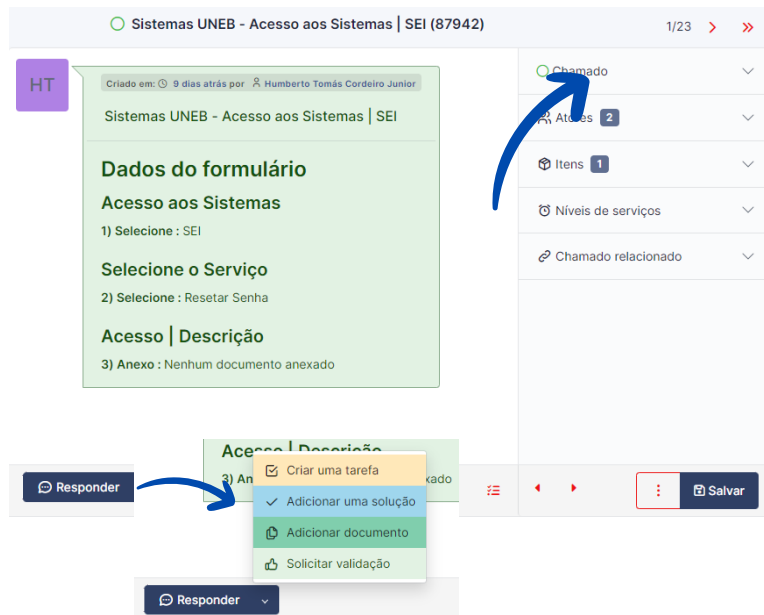 Sistemas UNEB - Acesso aos Sistemas | SEI (87942)
1/23
HT
Criado em: 9 dias atrás por Humberto Tomás Cordeiro Junior
Sistemas UNEB - Acesso aos Sistemas | SEI
Dados do formulário
Acesso aos Sistemas
1) Selecione : SEI
Selecione o Serviço
2) Selecione : Resetar Senha
Acesso | Descrição
3) Anexo : Nenhum documento anexado
Chamado
Atores 2
Itens 1
Níveis de serviços
Chamado relacionado
Responder
Acesso | Descrição
3) An
xado
Criar uma tarefa
Adicionar uma solução
Adicionar documento
Solicitar validação
Responder
Salvar